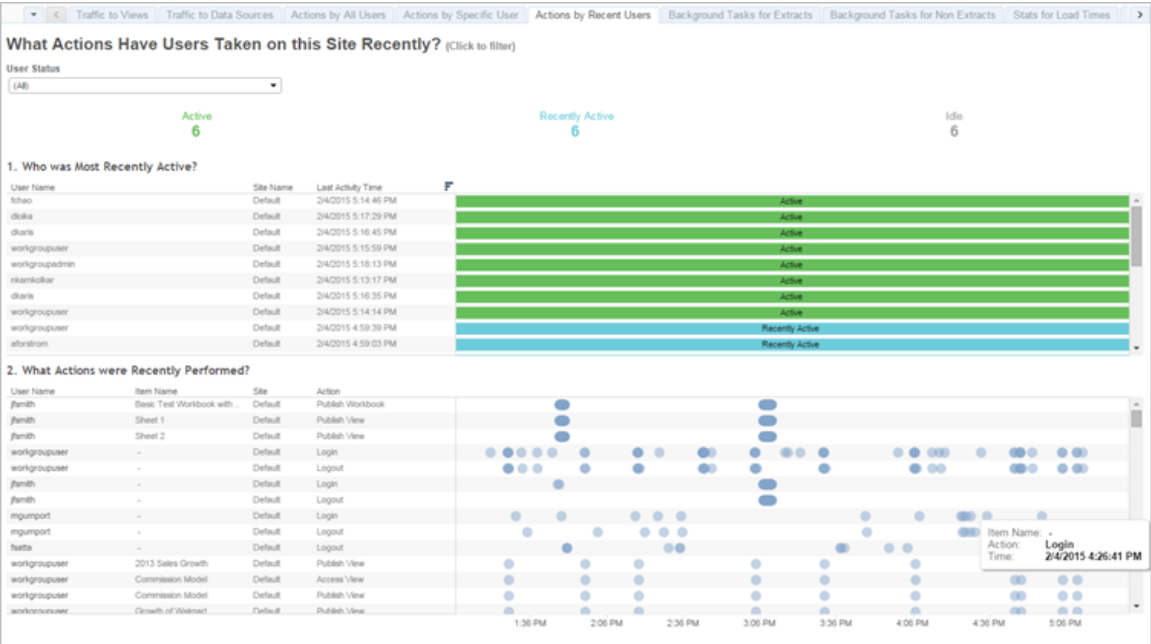 Traffic to Views Traffic to Data Sources Actions by All Users Actions by Specific User Actions by Recent Users Background Tasks for Extracts Background Tasks for Non Extracts Stats for Load Times
What Actions Have Users Taken on this Site Recently? (Click to filter)
User Status
(All)
Active Recently Active Idle
6 6 6
1. Who was Most Recently Active?
User Name Site Name Last Activity Time
fchao Default 2/4/2015 5:14:46 PM Active
dloka Default 2/4/2015 5:17:29 PM Active
dkaris Default 2/4/2015 5:16:45 PM Active
workgroupuser Default 2/4/2015 5:15:59 PM Active
workgroupadmin Default 2/4/2015 5:18:13 PM Active
nkamkolkar Default 2/4/2015 5:13:17 PM Active
dkaris Default 2/4/2015 5:16:35 PM Active
workgroupuser Default 2/4/2015 5:14:14 PM Active
workgroupuser Default 2/4/2015 4:59:39 PM Recently Active
aforstrom Default 2/4/2015 4:59:03 PM Recently Active
2. What Actions were Recently Performed?
User Name Item Name Site Action
jfsmith Basic Test Workbook with .. Default Publish Workbook
jfsmith Sheet 1 Default Publish View
jfsmith Sheet 2 Default Publish View
workgroupuser - Default Login
workgroupuser - Default Logout
jfsmith - Default Login
jfsmith - Default Logout
mgumport - Default Login
mgumport - Default Logout
fsatta - Default Logout
workgroupuser 2013 Sales Growth Default Publish View
workgroupuser Commission Model Default Access View
workgroupuser Commission Model Default Publish View
workgroupuser Growth of Walmart Default Publish View
Item Name: -
Action: Login
Time: 2/4/2015 4:26:41 PM
1:36 PM 2:06 PM 2:36 PM 3:06 PM 3:36 PM 4:06 PM 4:36 PM 5:06 PM